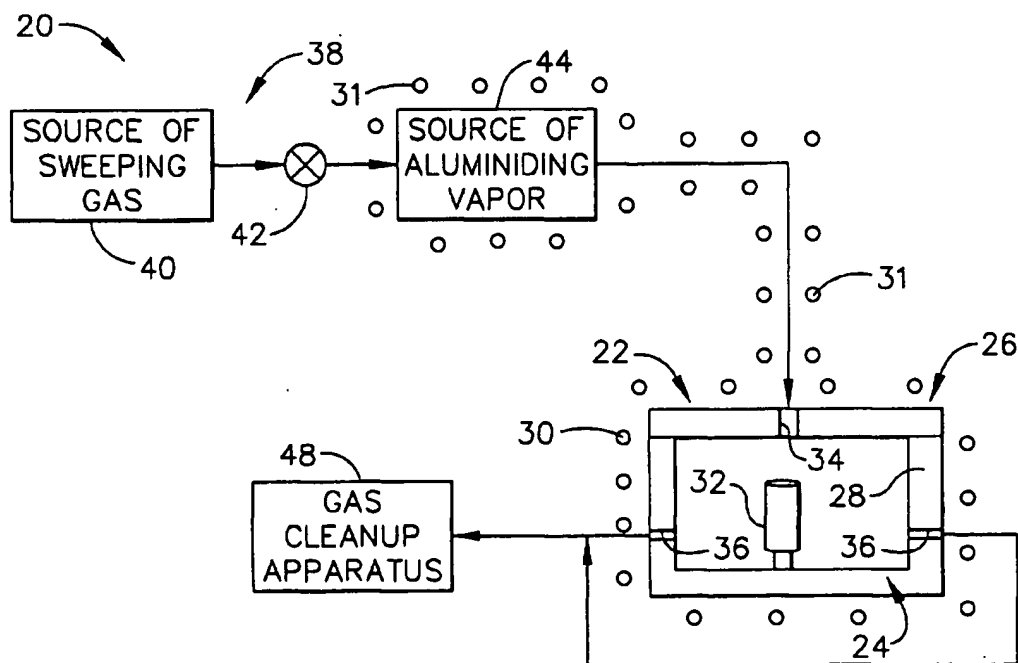 20
38
31
44
SOURCE OF
SWEEPING
GAS
SOURCE OF
ALUMINIDING
VAPOR
42
40
31
22
26
30
34
48
32
28
GAS
CLEANUP
APPARATUS
36
36
24